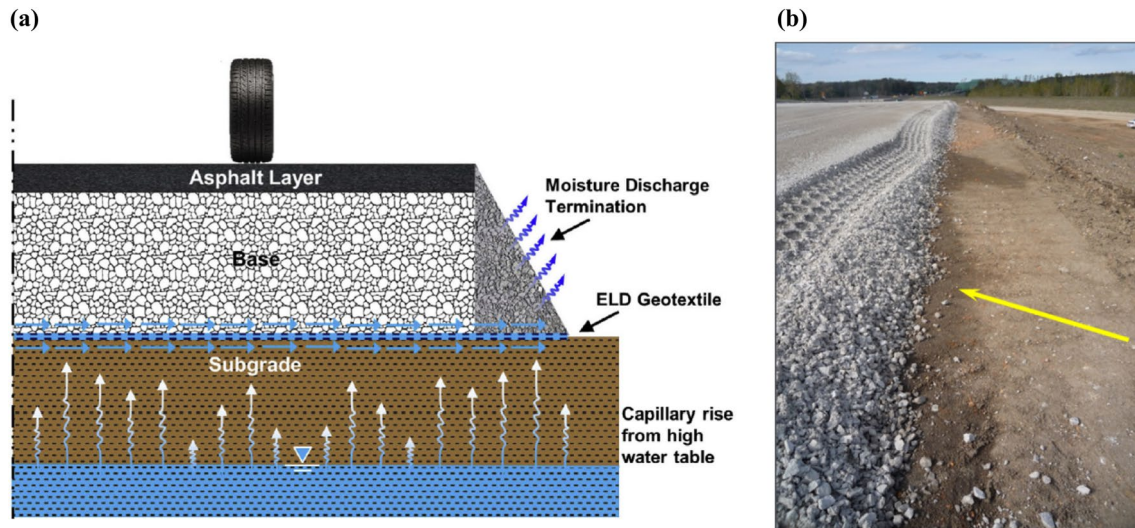 (a)
(b)
Asphalt Layer
Moisture Discharge
Termination
Base
ELD Geotextile
Subgrade
Capillary rise
from high
water table